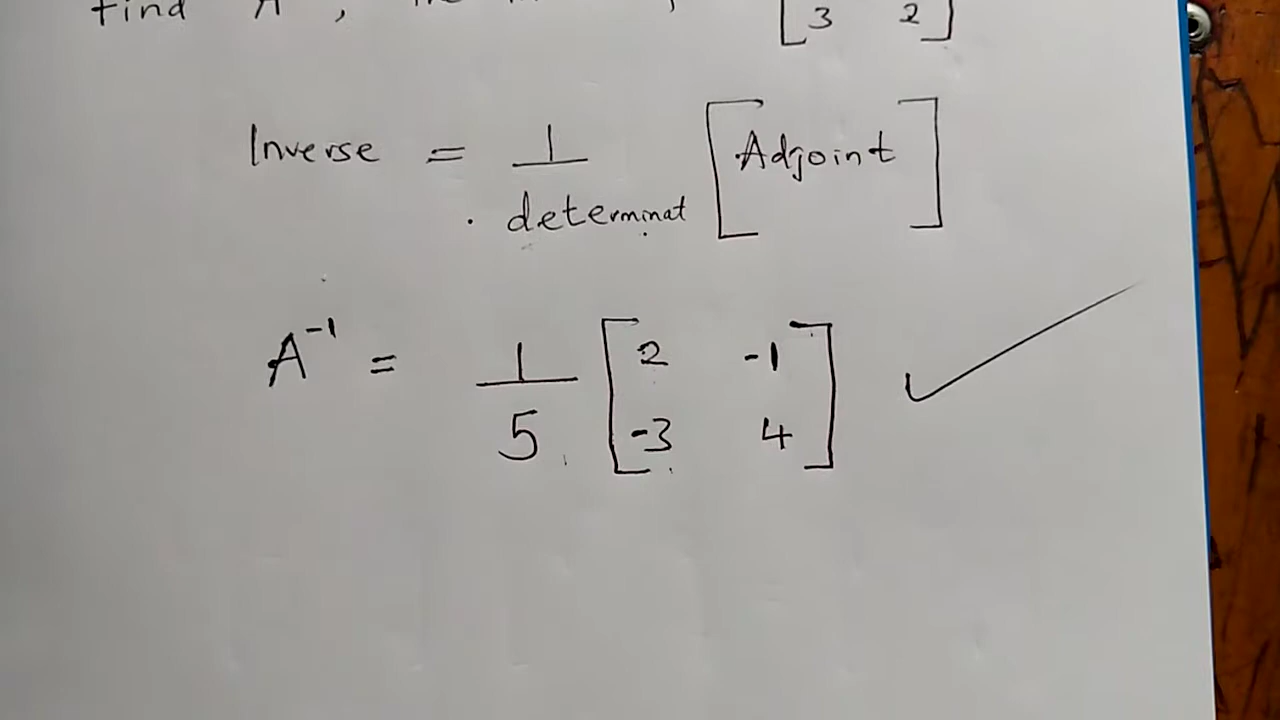 Find A ,
[3 2]
Inverse = 1/determinat [Adjoint]
A⁻¹ = 1/5 [2 -1
-3 4]